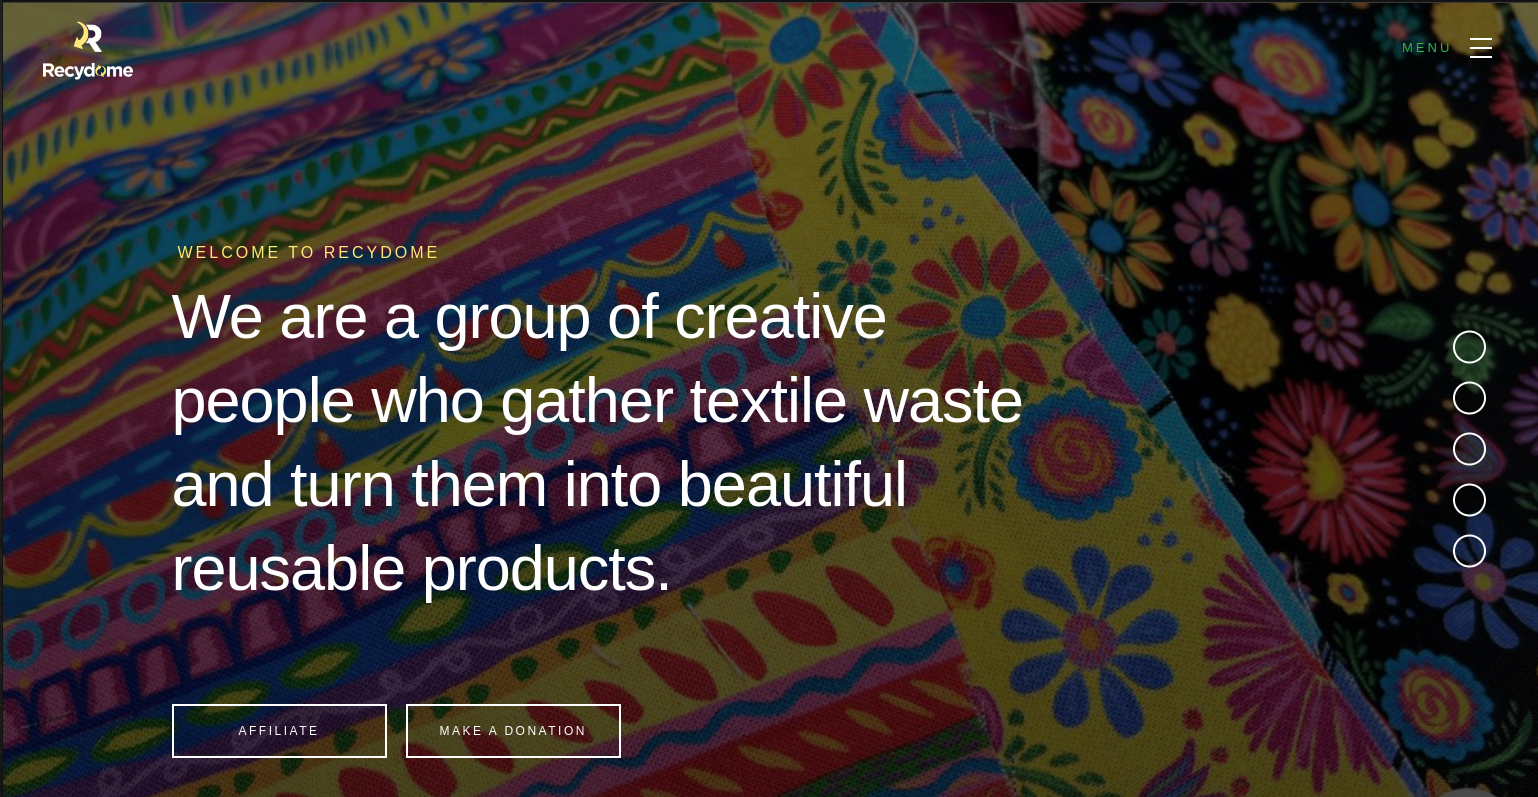 Recydome
MENU
WELCOME TO RECYDOME
We are a group of creative
people who gather textile waste
and turn them into beautiful
reusable products.
AFFILIATE
MAKE A DONATION